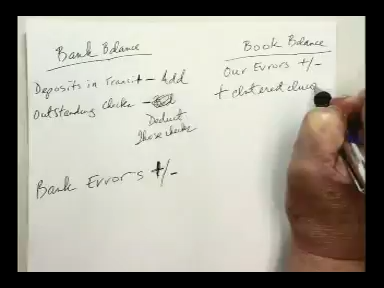 Bank Balance
Deposits in Transit - Add
Outstanding Checks -
Deduct
Those checks
Bank Errors +/-
Book Balance
Our Errors +/-
+